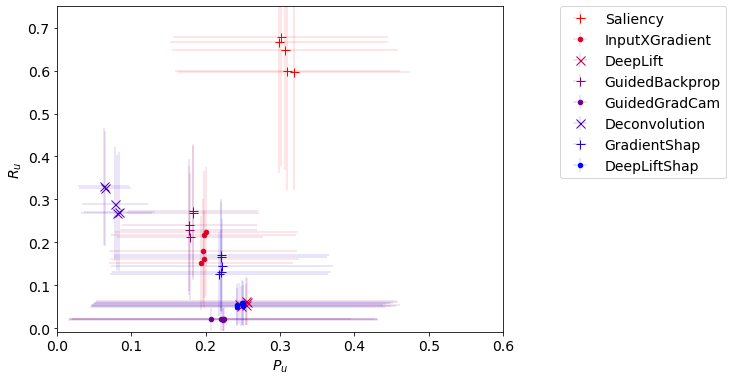 0.7
0.6
0.5
0.4
0.3
0.2
0.1
0.0
R_u
0.0 0.1 0.2 0.3 0.4 0.5 0.6
P_u
Saliency
InputXGradient
DeepLift
GuidedBackprop
GuidedGradCam
Deconvolution
GradientShap
DeepLiftShap